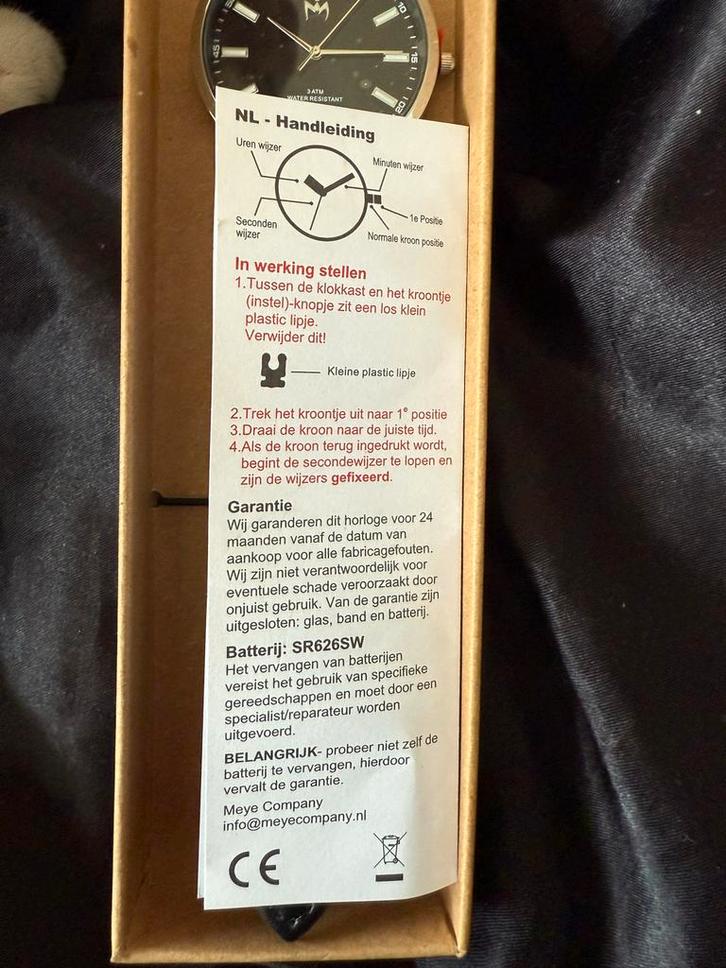 10
45
15
20
3 ATM
WATER RESISTANT
NL - Handleiding
Uren wijzer
Minuten wijzer
1e Positie
Seconden
wijzer
Normale kroon positie
In werking stellen
1.Tussen de klokkast en het kroontje
(instel)-knopje zit een los klein
plastic lipje.
Verwijder dit!
Kleine plastic lipje
2.Trek het kroontje uit naar 1e positie
3.Draai de kroon naar de juiste tijd.
4.Als de kroon terug ingedrukt wordt,
begint de secondewijzer te lopen en
zijn de wijzers gefixeerd.
Garantie
Wij garanderen dit horloge voor 24
maanden vanaf de datum van
aankoop voor alle fabricagefouten.
Wij zijn niet verantwoordelijk voor
eventuele schade veroorzaakt door
onjuist gebruik. Van de garantie zijn
uitgesloten: glas, band en batterij.
Batterij: SR626SW
Het vervangen van batterijen
vereist het gebruik van specifieke
gereedschappen en moet door een
specialist/reparateur worden
uitgevoerd.
BELANGRIJK- probeer niet zelf de
batterij te vervangen, hierdoor
vervalt de garantie.
Meye Company
info@meyecompany.nl
CE